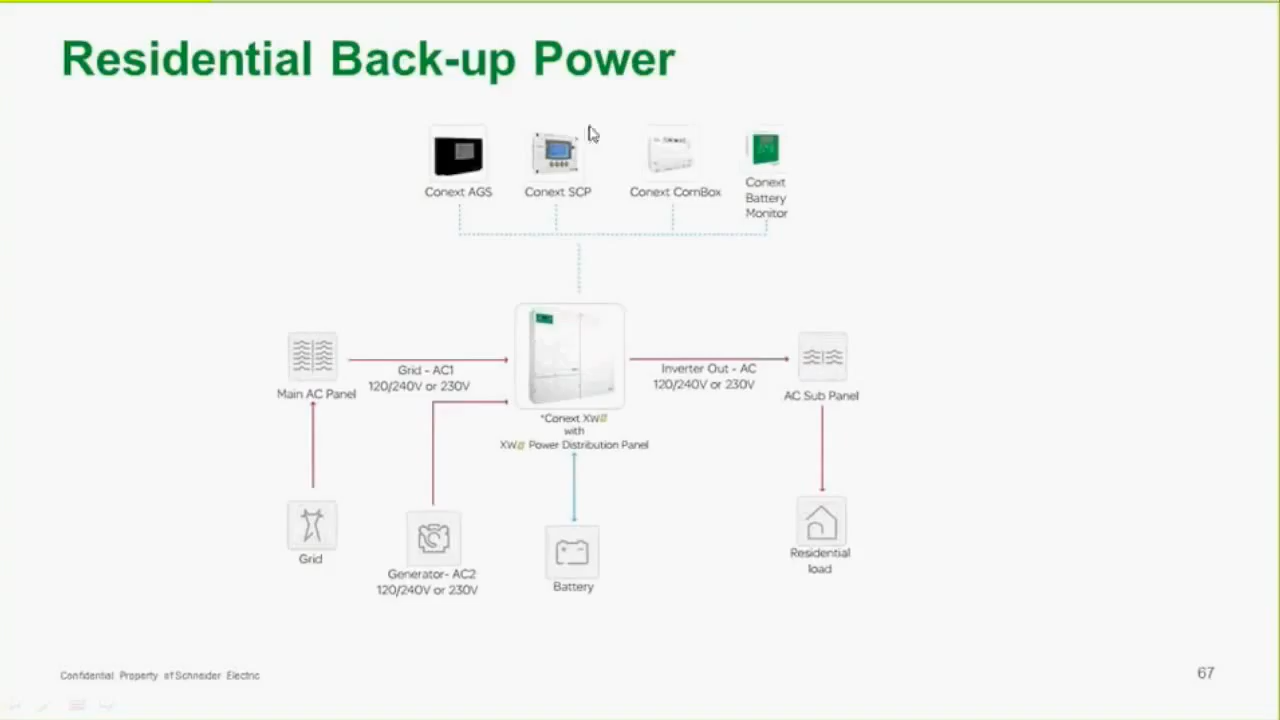 Residential Back-up Power
Conext AGS
Conext SCP
Conext ComBox
Conext
Battery
Monitor
Grid - AC1
120/240V or 230V
Inverter Out - AC
120/240V or 230V
Main AC Panel
AC Sub Panel
*Conext XW
with
XW Power Distribution Panel
Grid
Generator- AC2
120/240V or 230V
Battery
Residential
load
Confidential Property of Schneider Electric
67